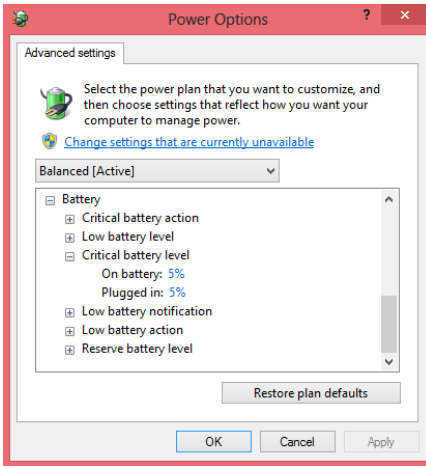 Power Options
?
×
Advanced settings
Select the power plan that you want to customize, and
then choose settings that reflect how you want your
computer to manage power.
Change settings that are currently unavailable
Balanced [Active]
Battery
Critical battery action
Low battery level
Critical battery level
On battery: 5%
Plugged in: 5%
Low battery notification
Low battery action
Reserve battery level
Restore plan defaults
OK
Cancel
Apply